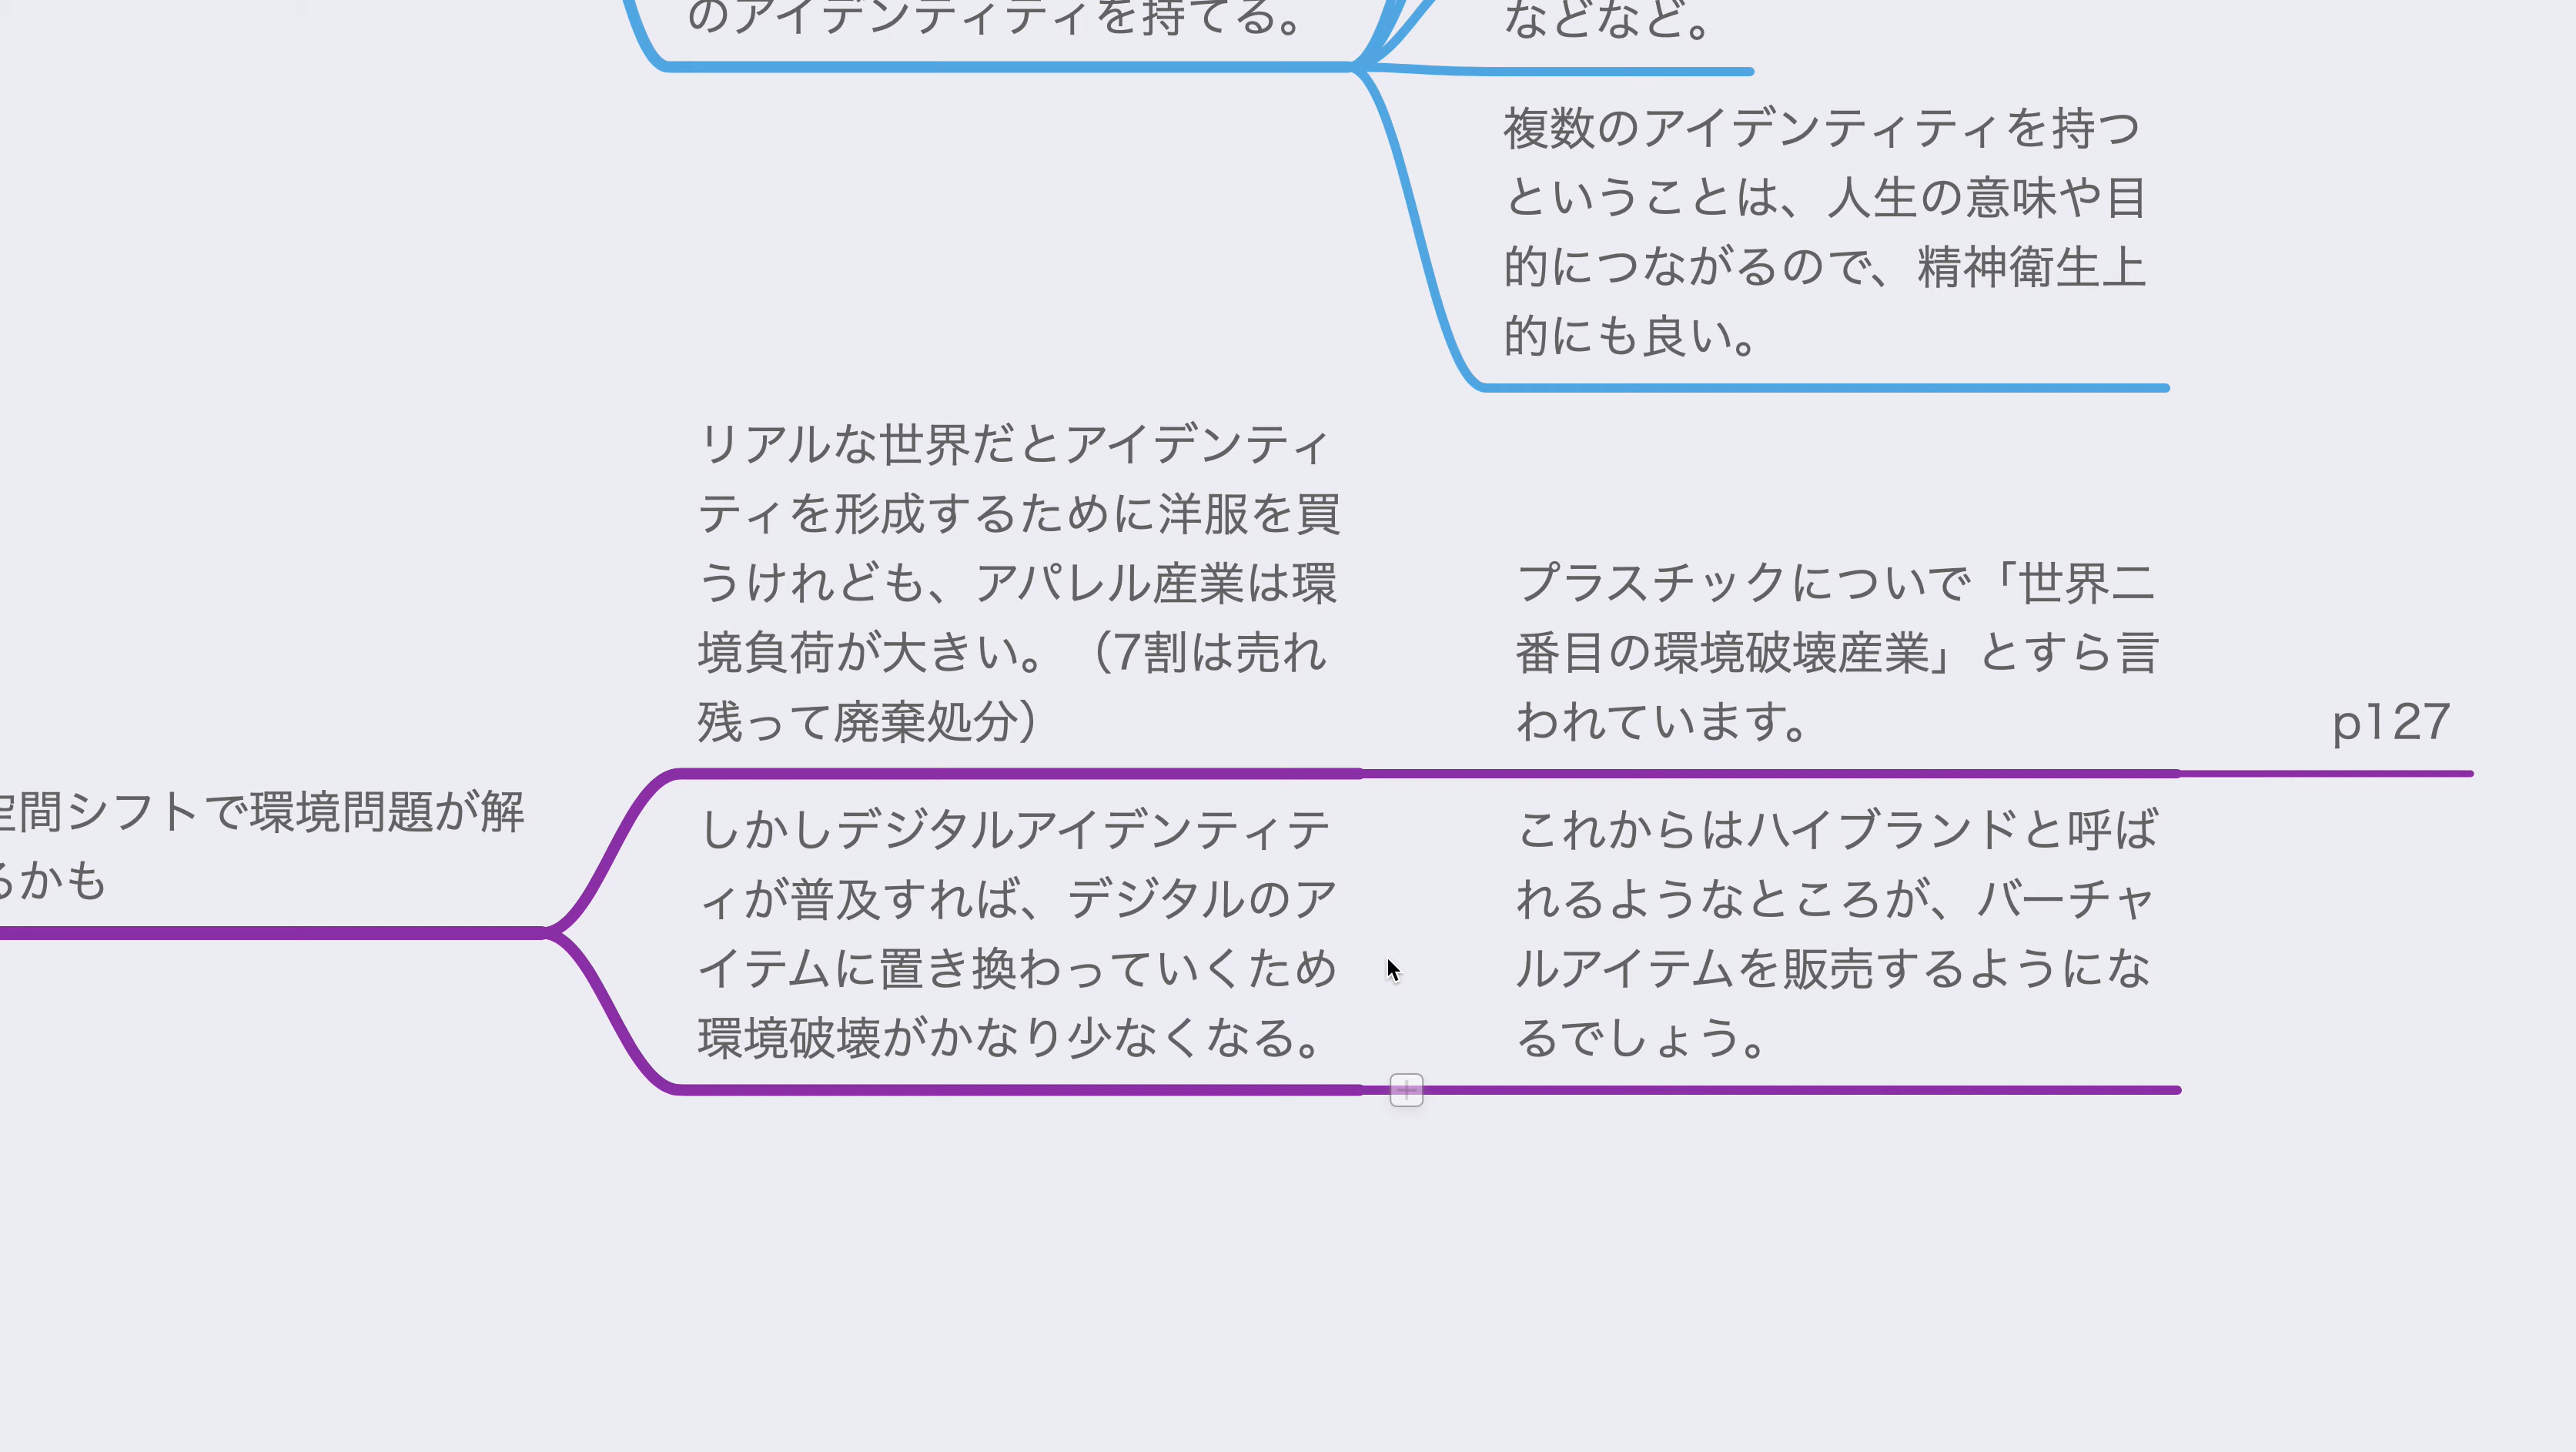 のアイデンティティを持てる。
などなど。
複数のアイデンティティを持つ
ということは、人生の意味や目
的につながるので、精神衛生上
的にも良い。
リアルな世界だとアイデンティ
ティを形成するために洋服を買
うけれども、アパレル産業は環
境負荷が大きい。（7割は売れ
残って廃棄処分）
プラスチックについで「世界二
番目の環境破壊産業」とすら言
われています。
p127
空間シフトで環境問題が解
るかも
しかしデジタルアイデンティテ
ィが普及すれば、デジタルのア
イテムに置き換わっていくため
環境破壊がかなり少なくなる。
これからはハイブランドと呼ば
れるようなところが、バーチャ
ルアイテムを販売するようにな
るでしょう。